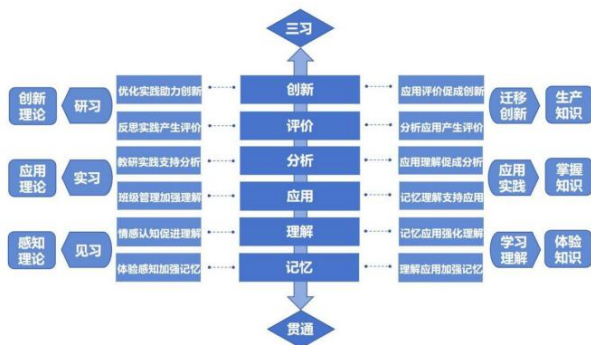 三习
创新
理论
研习
优化实践助力创新
创新
应用评价促成创新
迁移
创新
生产
知识
反思实践产生评价
评价
分析应用产生评价
应用
理论
实习
教研实践支持分析
分析
应用理解促成分析
应用
实践
掌握
知识
班级管理加强理解
应用
记忆理解支持应用
感知
理论
见习
情感认知促进理解
理解
记忆应用强化理解
学习
理解
体验
知识
体验感知加强记忆
记忆
理解应用加强记忆
贯通